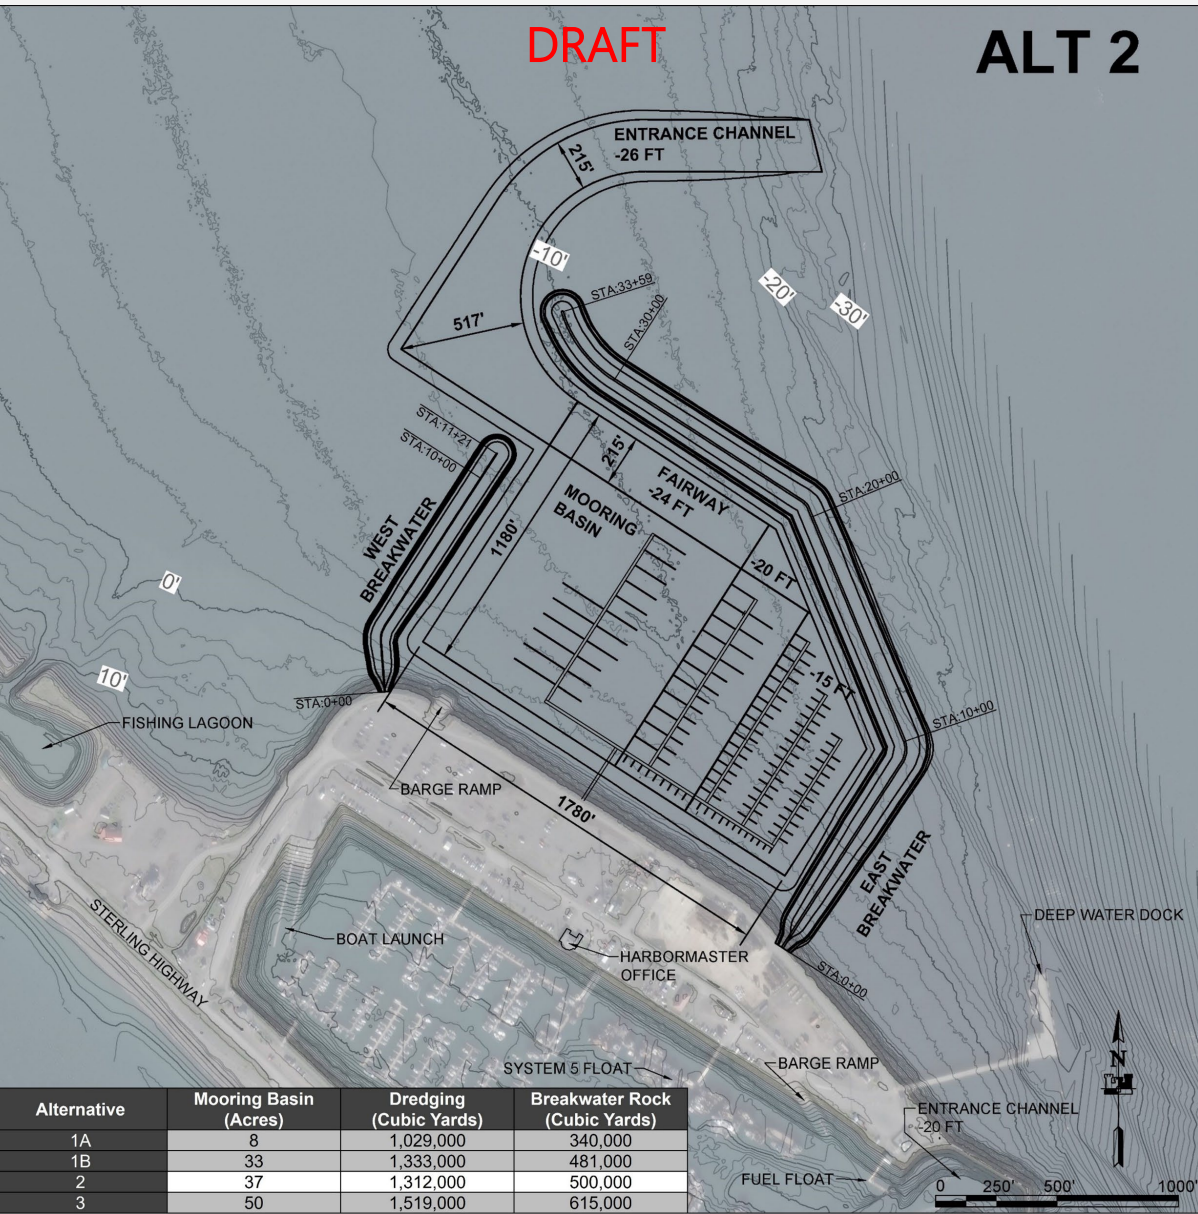 DRAFT
ALT 2
ENTRANCE CHANNEL
-26 FT
215'
-10'
-20'
-30'
STA:33+59
STA:30+00
517'
STA:11+21
STA:10+00
215'
FAIRWAY
-24 FT
STA:20+00
MOORING
BASIN
1180'
WEST
BREAKWATER
-20 FT
0'
10'
-15 FT
STA:0+00
STA:10+00
FISHING LAGOON
BARGE RAMP
1780'
EAST
BREAKWATER
STERLING HIGHWAY
BOAT LAUNCH
HARBORMASTER
OFFICE
DEEP WATER DOCK
STA:0+00
SYSTEM 5 FLOAT
BARGE RAMP
N
ENTRANCE CHANNEL
-20 FT
FUEL FLOAT
0 250' 500' 1000'
Alternative Mooring Basin (Acres) Dredging (Cubic Yards) Breakwater Rock (Cubic Yards)
1A 8 1,029,000 340,000
1B 33 1,333,000 481,000
2 37 1,312,000 500,000
3 50 1,519,000 615,000